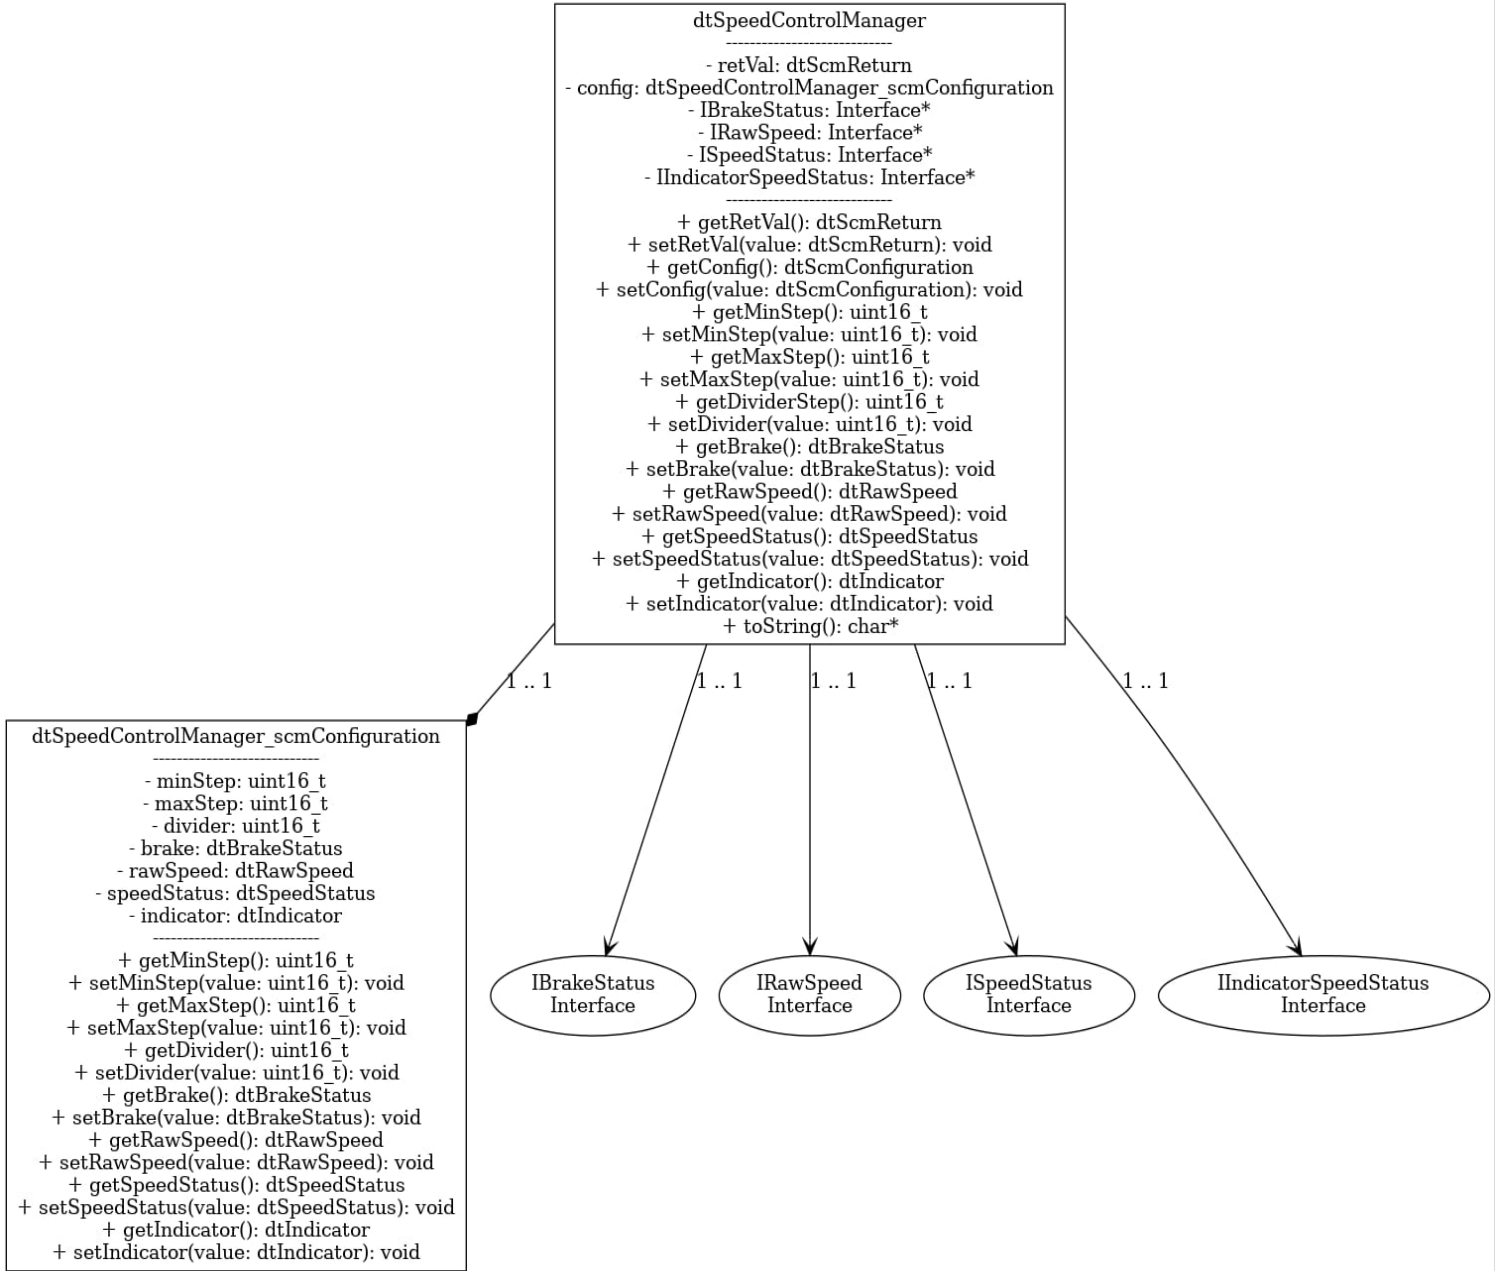 dtSpeedControlManager
----------------------------
- retVal: dtScmReturn
- config: dtSpeedControlManager_scmConfiguration
- IBrakeStatus: Interface*
- IRawSpeed: Interface*
- ISpeedStatus: Interface*
- IIndicatorSpeedStatus: Interface*
----------------------------
+ getRetVal(): dtScmReturn
+ setRetVal(value: dtScmReturn): void
+ getConfig(): dtScmConfiguration
+ setConfig(value: dtScmConfiguration): void
+ getMinStep(): uint16_t
+ setMinStep(value: uint16_t): void
+ getMaxStep(): uint16_t
+ setMaxStep(value: uint16_t): void
+ getDividerStep(): uint16_t
+ setDivider(value: uint16_t): void
+ getBrake(): dtBrakeStatus
+ setBrake(value: dtBrakeStatus): void
+ getRawSpeed(): dtRawSpeed
+ setRawSpeed(value: dtRawSpeed): void
+ getSpeedStatus(): dtSpeedStatus
+ setSpeedStatus(value: dtSpeedStatus): void
+ getIndicator(): dtIndicator
+ setIndicator(value: dtIndicator): void
+ toString(): char*
1 .. 1
1 .. 1
1 .. 1
1 .. 1
1 .. 1
dtSpeedControlManager_scmConfiguration
----------------------------
- minStep: uint16_t
- maxStep: uint16_t
- divider: uint16_t
- brake: dtBrakeStatus
- rawSpeed: dtRawSpeed
- speedStatus: dtSpeedStatus
- indicator: dtIndicator
----------------------------
+ getMinStep(): uint16_t
+ setMinStep(value: uint16_t): void
+ getMaxStep(): uint16_t
+ setMaxStep(value: uint16_t): void
+ getDivider(): uint16_t
+ setDivider(value: uint16_t): void
+ getBrake(): dtBrakeStatus
+ setBrake(value: dtBrakeStatus): void
+ getRawSpeed(): dtRawSpeed
+ setRawSpeed(value: dtRawSpeed): void
+ getSpeedStatus(): dtSpeedStatus
+ setSpeedStatus(value: dtSpeedStatus): void
+ getIndicator(): dtIndicator
+ setIndicator(value: dtIndicator): void
IBrakeStatus
Interface
IRawSpeed
Interface
ISpeedStatus
Interface
IIndicatorSpeedStatus
Interface